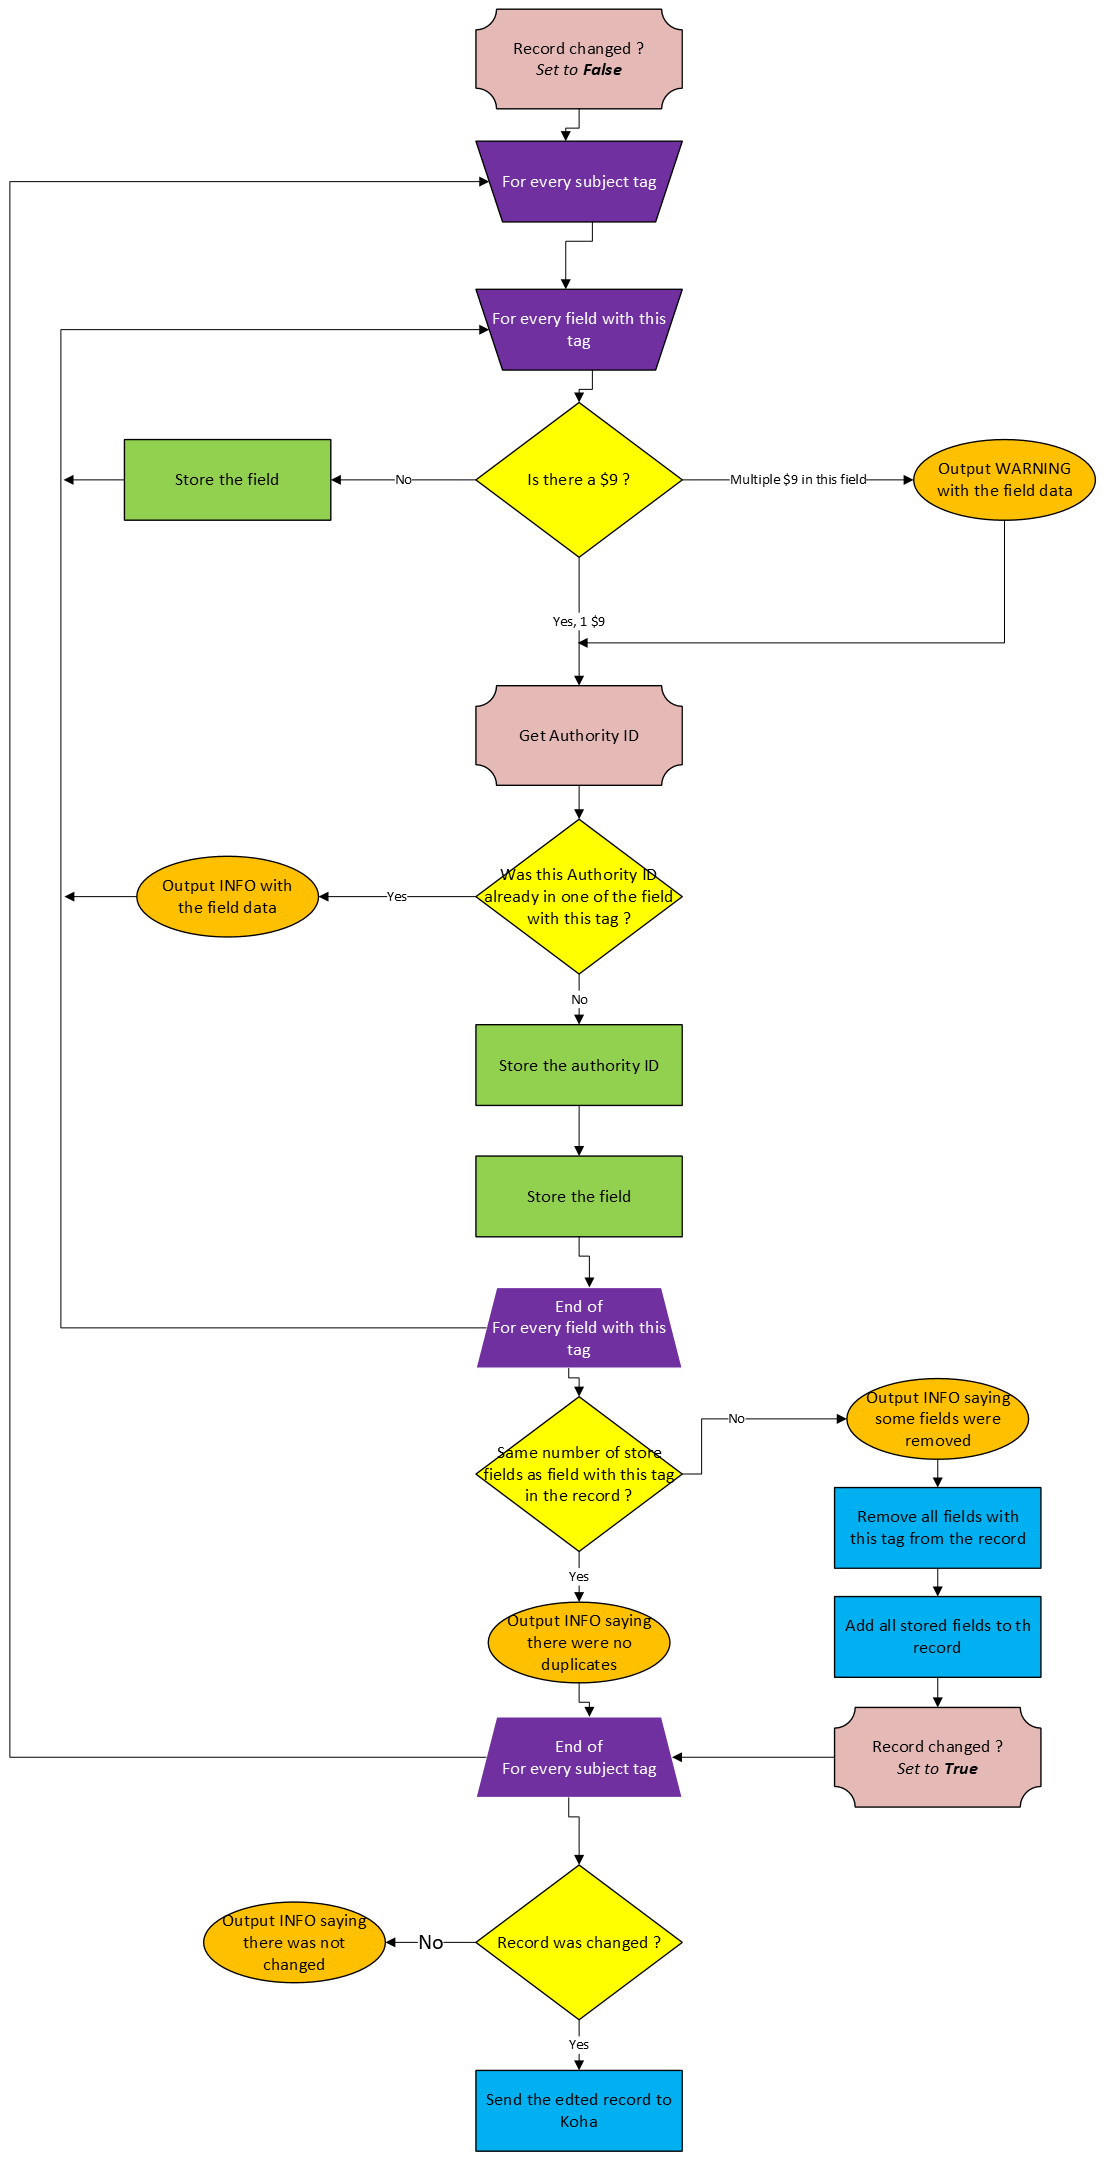 Record changed ?
Set to False
For every subject tag
For every field with this
tag
Is there a $9 ?
No
Store the field
Multiple $9 in this field
Output WARNING
with the field data
Yes, 1 $9
Get Authority ID
Was this Authority ID
already in one of the field
with this tag ?
Yes
Output INFO with
the field data
No
Store the authority ID
Store the field
End of
For every field with this
tag
Same number of store
fields as field with this tag
in the record ?
No
Output INFO saying
some fields were
removed
Remove all fields with
this tag from the record
Add all stored fields to th
record
Record changed ?
Set to True
Yes
Output INFO saying
there were no
duplicates
End of
For every subject tag
Record was changed ?
No
Output INFO saying
there was not
changed
Yes
Send the edted record to
Koha